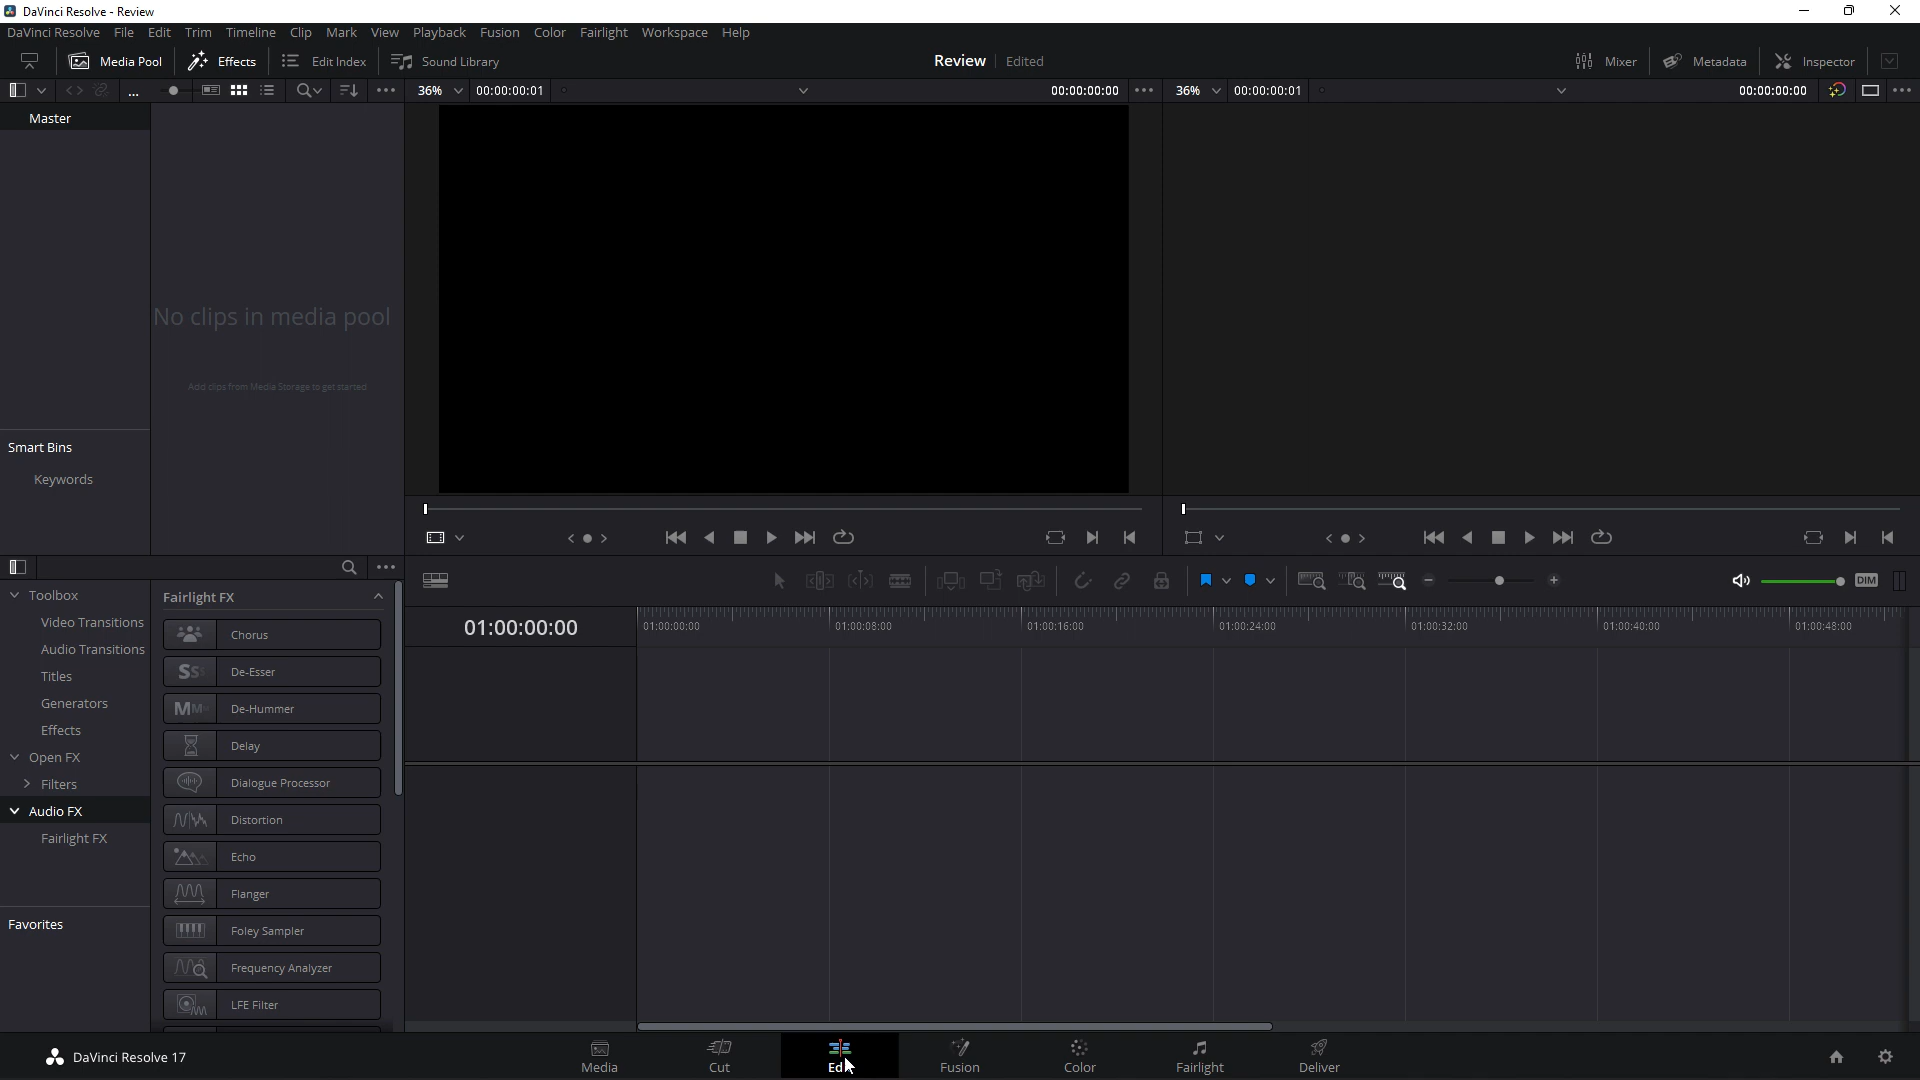 DaVinci Resolve - Review
DaVinci Resolve File Edit Trim Timeline Clip Mark View Playback Fusion Color Fairlight Workspace Help
Media Pool Effects Edit Index Sound Library Review Edited Mixer Metadata Inspector
... 36% 00:00:00:01 00:00:00:00 36% 00:00:00:01 00:00:00:00
Master
No clips in media pool
Add clips from Media Storage to get started
Smart Bins
Keywords
DIM
Toolbox
Video Transitions
Audio Transitions
Titles
Generators
Effects
Open FX
Filters
Audio FX
Fairlight FX
Favorites
Fairlight FX
Chorus
De-Esser
De-Hummer
Delay
Dialogue Processor
Distortion
Echo
Flanger
Foley Sampler
Frequency Analyzer
LFE Filter
01:00:00:00
01:00:00:00 01:00:08:00 01:00:16:00 01:00:24:00 01:00:32:00 01:00:40:00 01:00:48:00
DaVinci Resolve 17
Media Cut Edit Fusion Color Fairlight Deliver